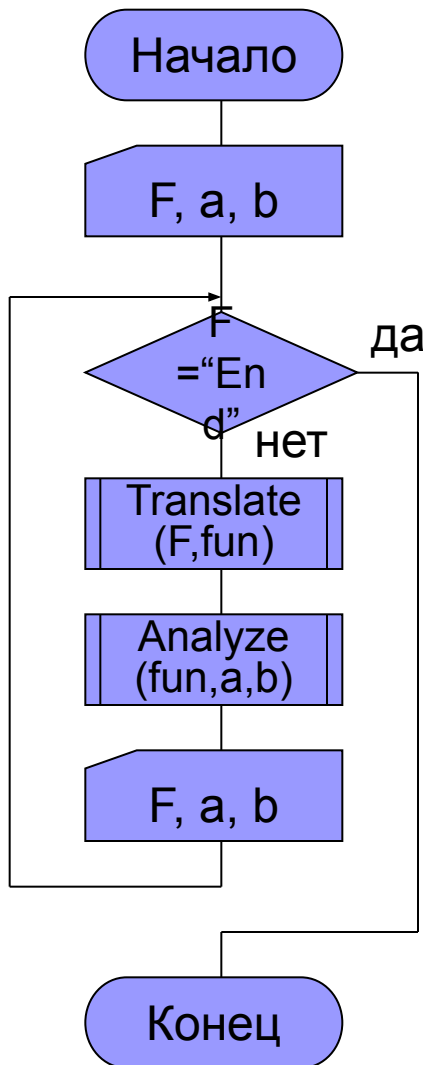 Начало
F, a, b
F
=“En
d”
да
нет
Translate
(F,fun)
Analyze
(fun,a,b)
F, a, b
Конец